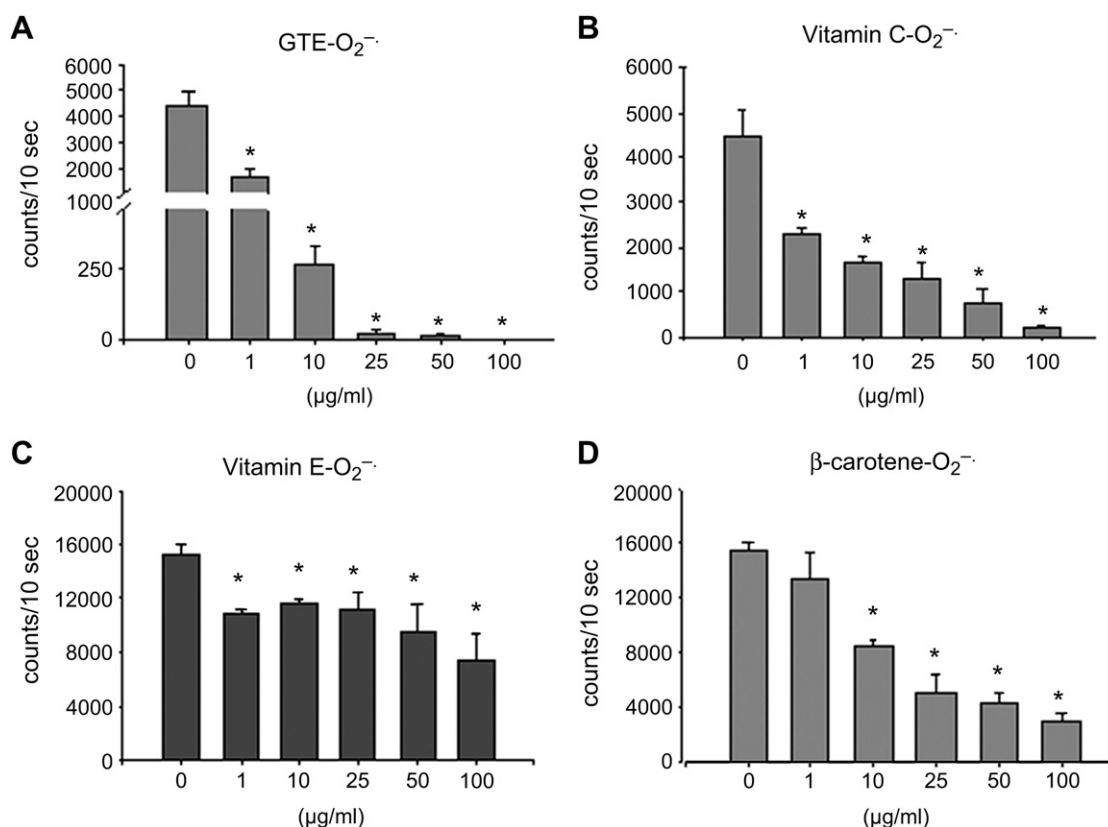 A
GTE-O₂⁻·
counts/10 sec
6000
5000
4000
3000
2000
1000
250
0
* * * * *
0 1 10 25 50 100
(μg/ml)
B
Vitamin C-O₂⁻·
counts/10 sec
6000
5000
4000
3000
2000
1000
0
* * * * *
0 1 10 25 50 100
(μg/ml)
C
Vitamin E-O₂⁻·
counts/10 sec
20000
16000
12000
8000
4000
0
* * * * *
0 1 10 25 50 100
(μg/ml)
D
β-carotene-O₂⁻·
counts/10 sec
20000
16000
12000
8000
4000
0
* * * *
0 1 10 25 50 100
(μg/ml)